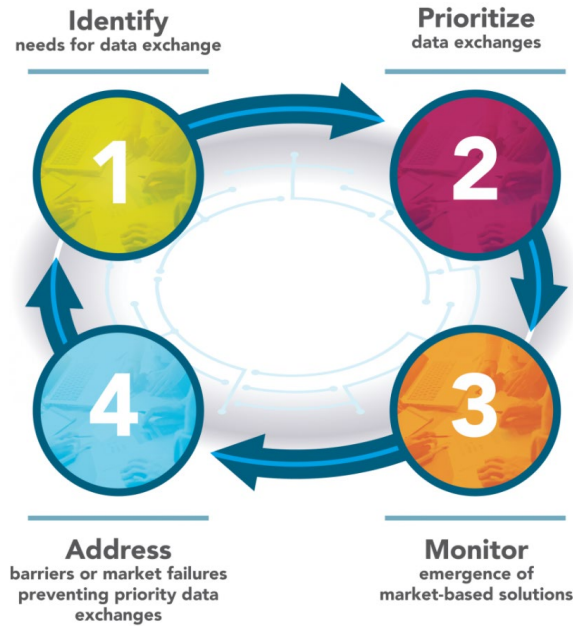 Identify
needs for data exchange
Prioritize
data exchanges
1
2
4
3
Address
barriers or market failures
preventing priority data
exchanges
Monitor
emergence of
market-based solutions